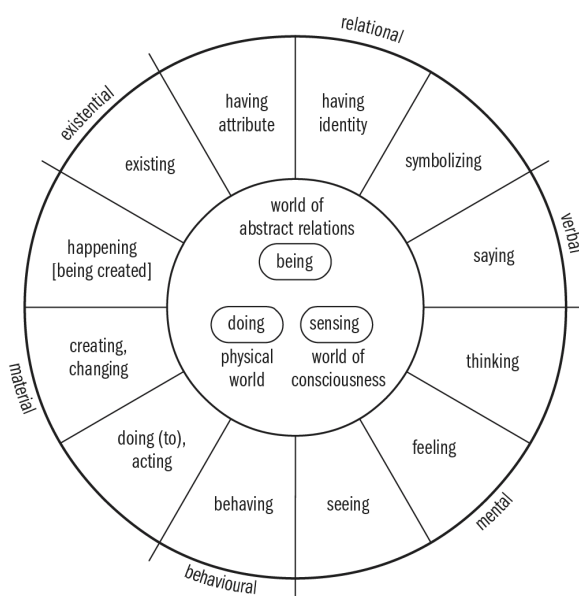 relational
existential
having
attribute
having
identity
existing
symbolizing
verbal
happening
[being created]
world of
abstract relations
being
saying
doing
sensing
physical
world
world of
consciousness
creating,
changing
thinking
material
doing (to),
acting
feeling
behaving
seeing
mental
behavioural